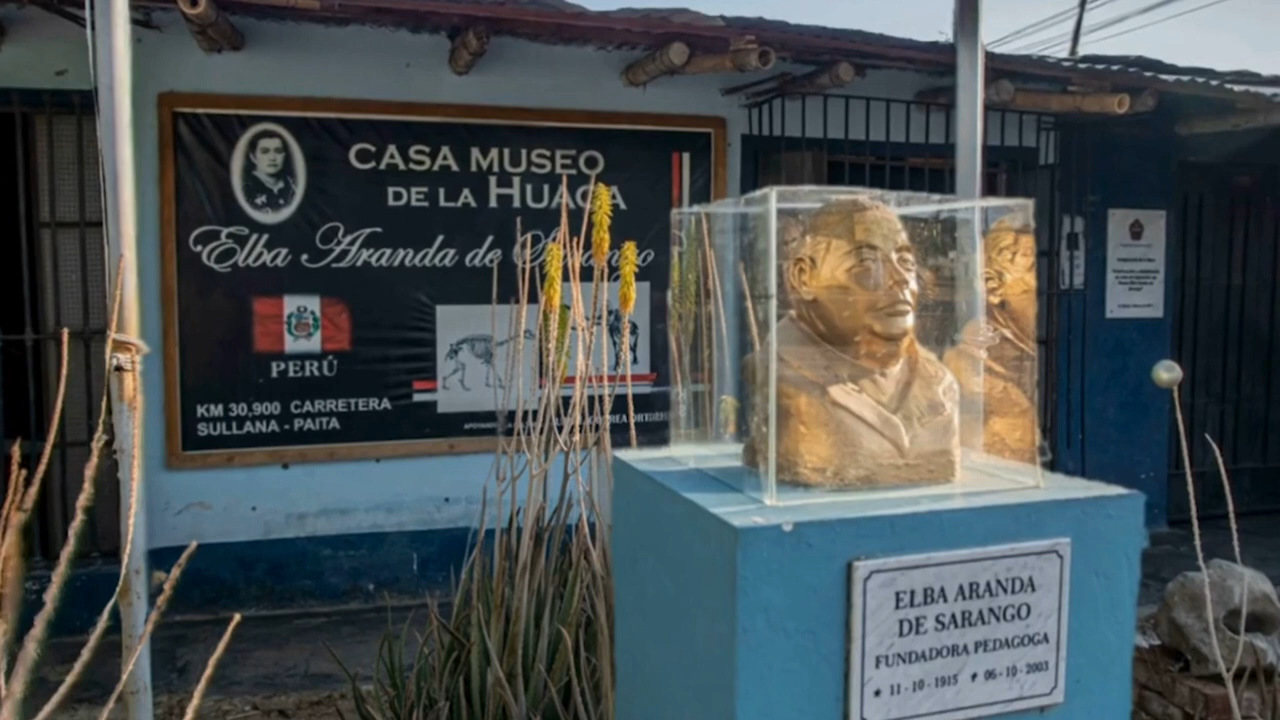 CASA MUSEO
DE LA HUACA
Elba Aranda de Sarango
PERÚ
KM 30,900 CARRETERA
SULLANA - PAITA
ELBA ARANDA
DE SARANGO
FUNDADORA PEDAGOGA
★ 11-10-1915 ✝ 06-10-2003